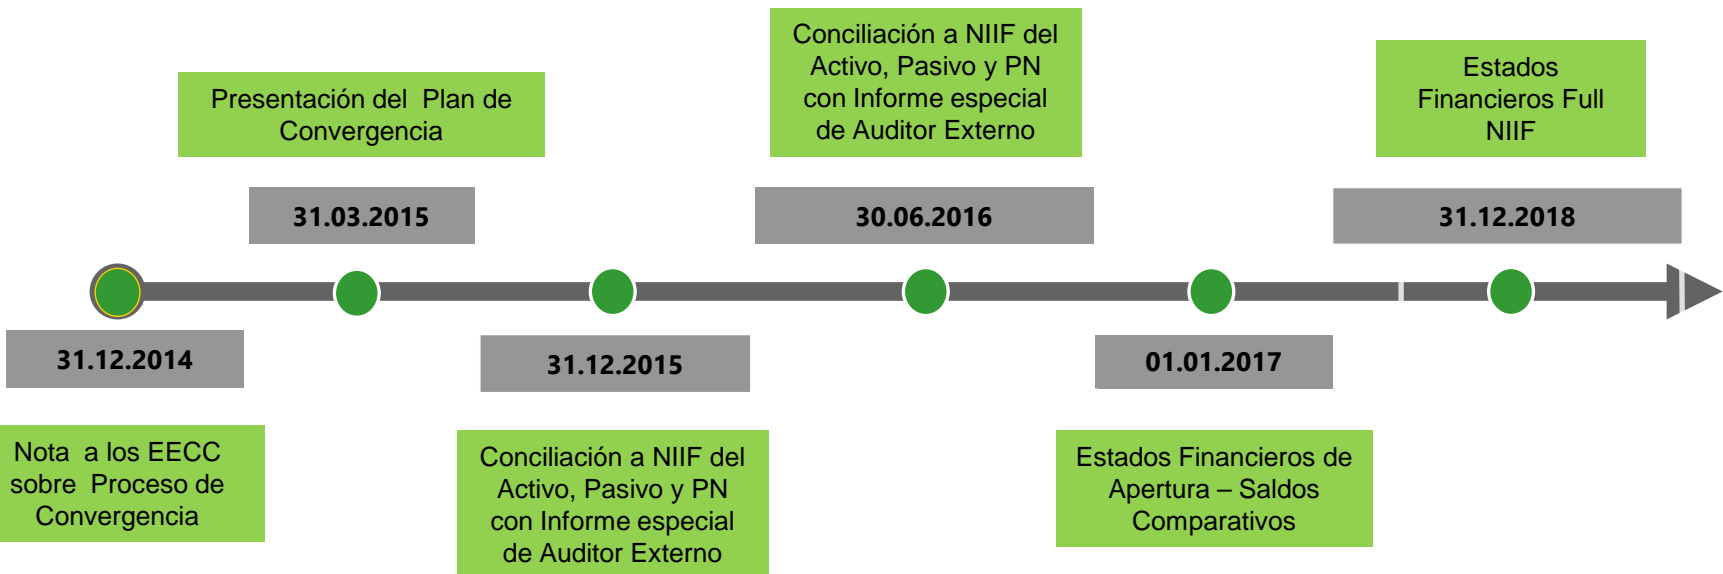 Presentación del Plan de
Convergencia
31.03.2015
Conciliación a NIIF del
Activo, Pasivo y PN
con Informe especial
de Auditor Externo
30.06.2016
Estados
Financieros Full
NIIF
31.12.2018
31.12.2014
Nota a los EECC
sobre Proceso de
Convergencia
31.12.2015
Conciliación a NIIF del
Activo, Pasivo y PN
con Informe especial
de Auditor Externo
01.01.2017
Estados Financieros de
Apertura – Saldos
Comparativos